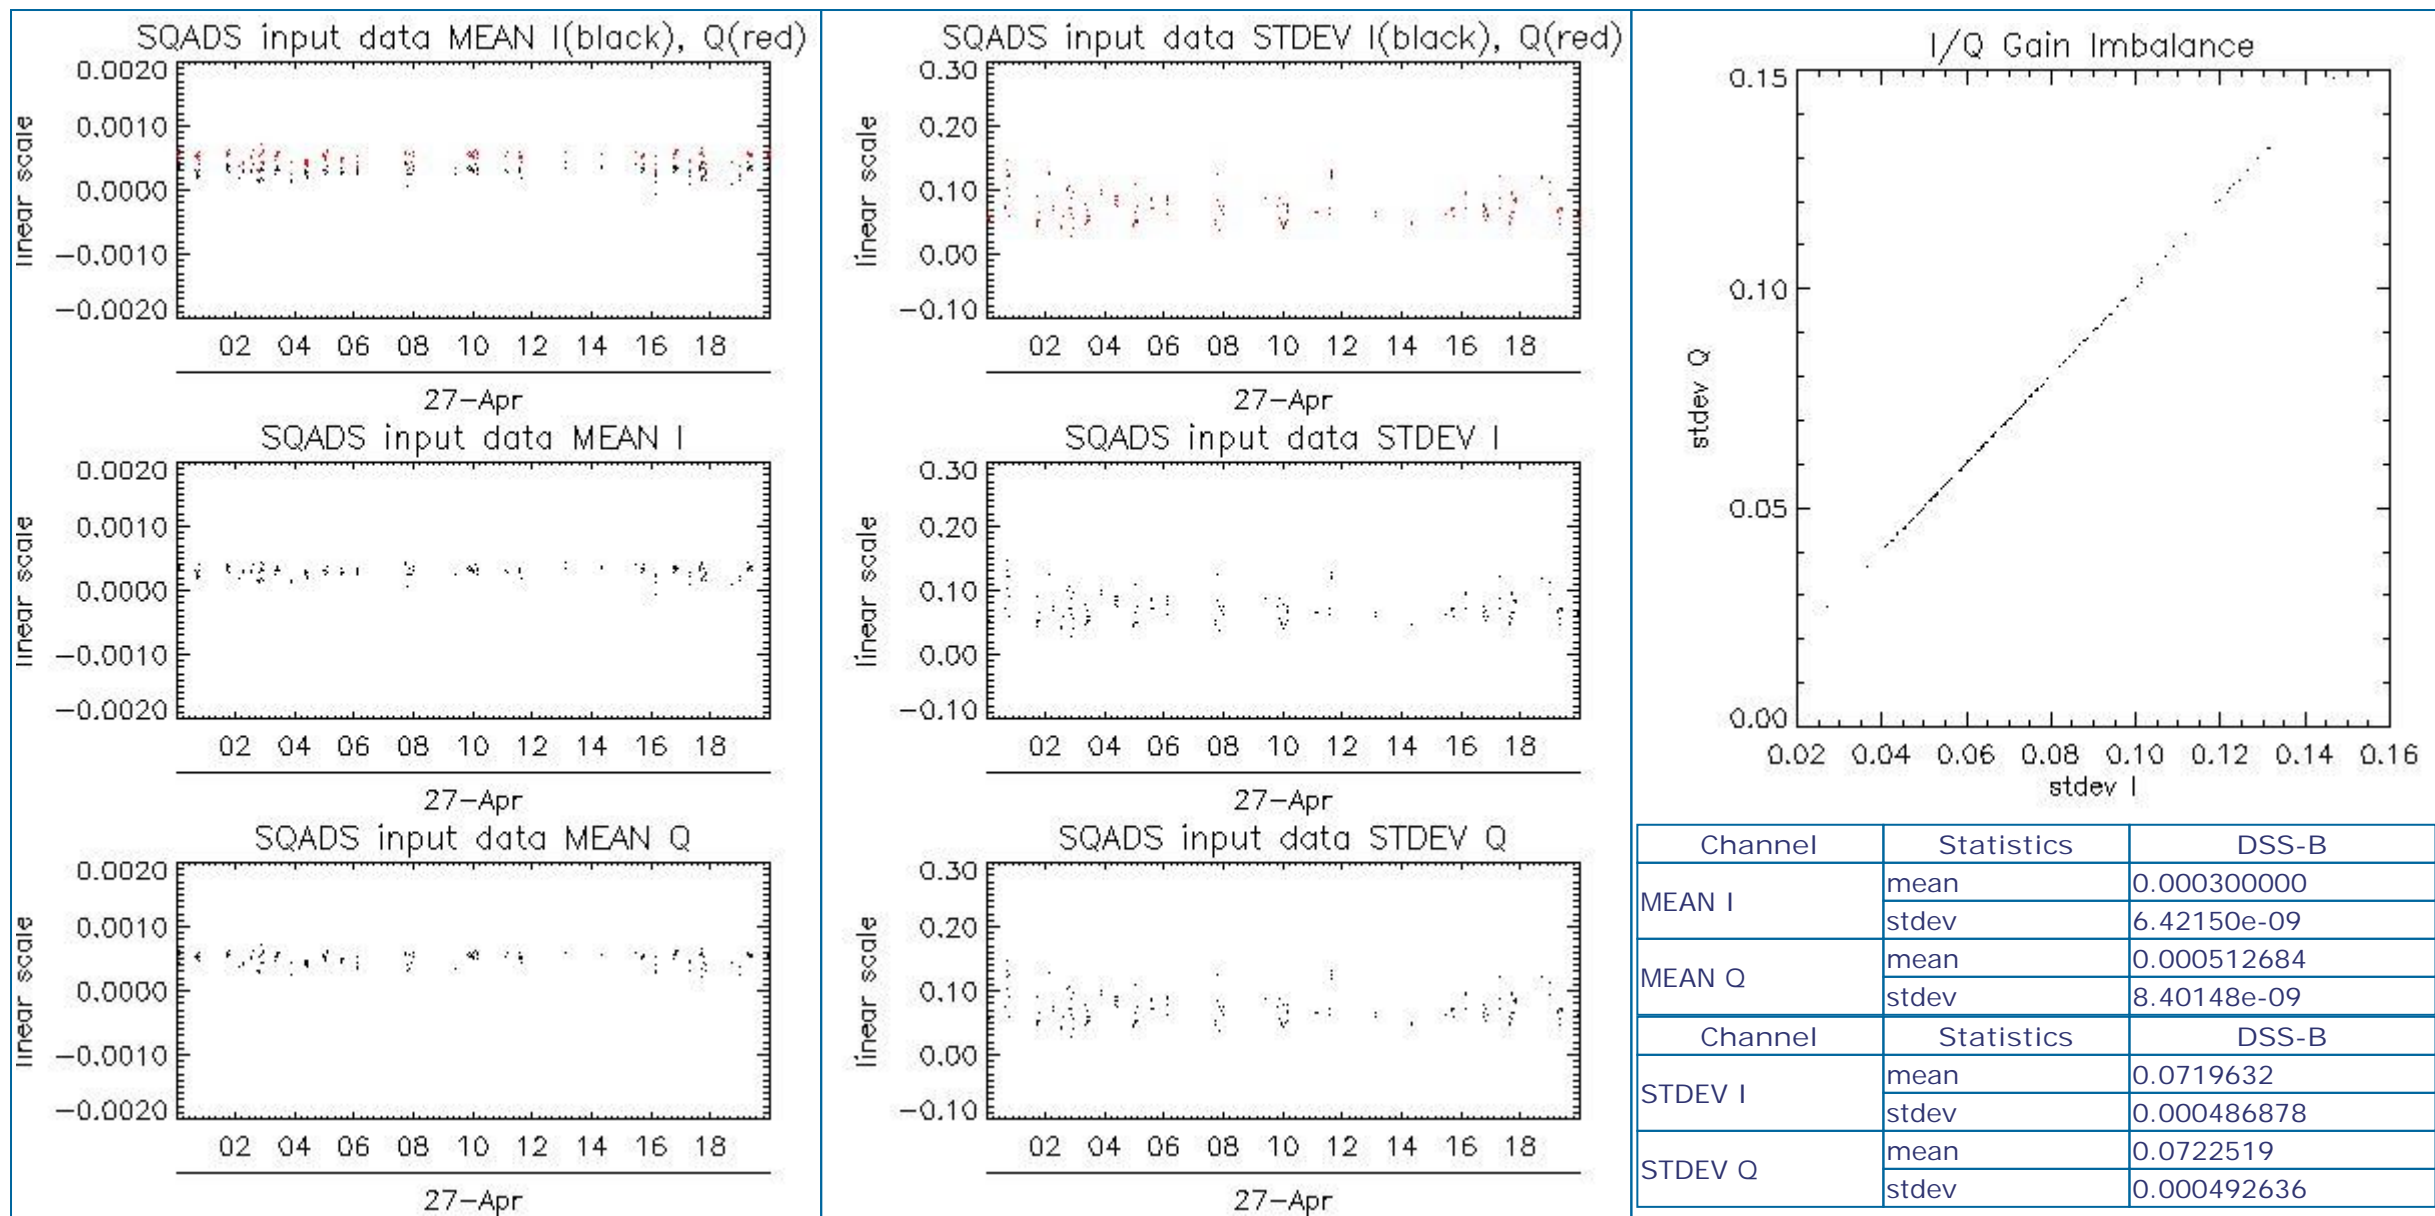 SQADS input data MEAN I(black), Q(red)
0.0020
0.0010
0.0000
-0.0010
-0.0020
linear scale
02 04 06 08 10 12 14 16 18
27-Apr
SQADS input data MEAN I
0.0020
0.0010
0.0000
-0.0010
-0.0020
linear scale
02 04 06 08 10 12 14 16 18
27-Apr
SQADS input data MEAN Q
0.0020
0.0010
0.0000
-0.0010
-0.0020
linear scale
02 04 06 08 10 12 14 16 18
27-Apr
SQADS input data STDEV I(black), Q(red)
0.30
0.20
0.10
0.00
-0.10
linear scale
02 04 06 08 10 12 14 16 18
27-Apr
SQADS input data STDEV I
0.30
0.20
0.10
0.00
-0.10
linear scale
02 04 06 08 10 12 14 16 18
27-Apr
SQADS input data STDEV Q
0.30
0.20
0.10
0.00
-0.10
linear scale
02 04 06 08 10 12 14 16 18
27-Apr
I/Q Gain Imbalance
0.15
0.10
0.05
0.00
stdev Q
0.02 0.04 0.06 0.08 0.10 0.12 0.14 0.16
stdev I
Channel Statistics DSS-B
MEAN I mean 0.000300000
stdev 6.42150e-09
MEAN Q mean 0.000512684
stdev 8.40148e-09
Channel Statistics DSS-B
STDEV I mean 0.0719632
stdev 0.000486878
STDEV Q mean 0.0722519
stdev 0.000492636